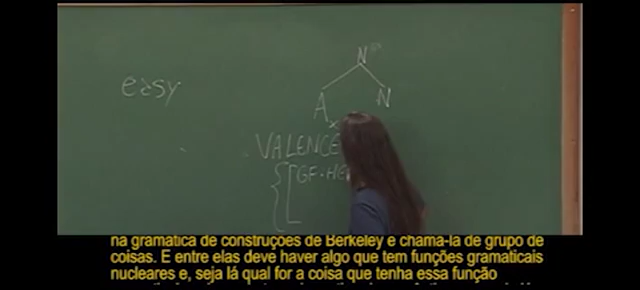 N
easy
A N
VALENCE
GF
na gramática de construções de Berkeley é chamá-la de grupo de
coisas. E entre elas deve haver algo que tem funções gramaticais
nucleares e, seja lá qual for a coisa que tenha essa função